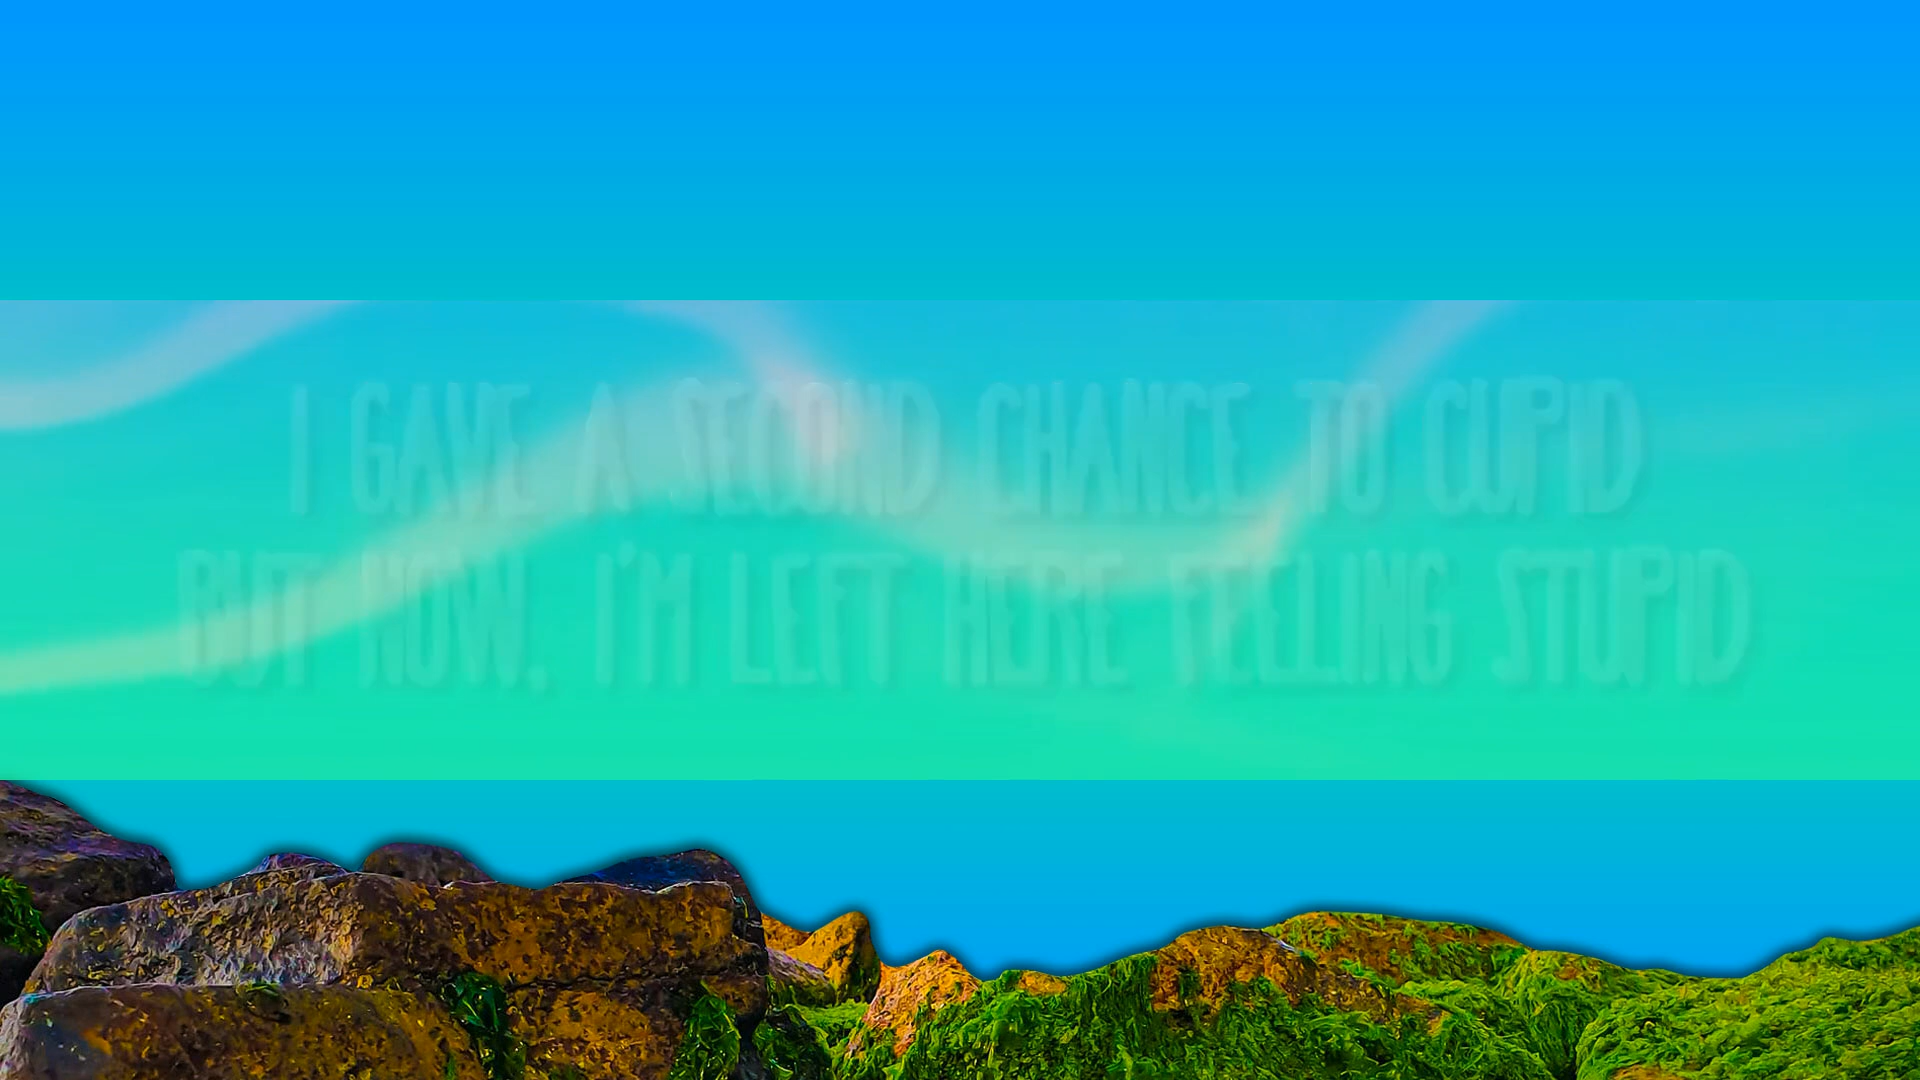 I GAVE A SECOND CHANCE TO CUPID
BUT NOW, I'M LEFT HERE FEELING STUPID